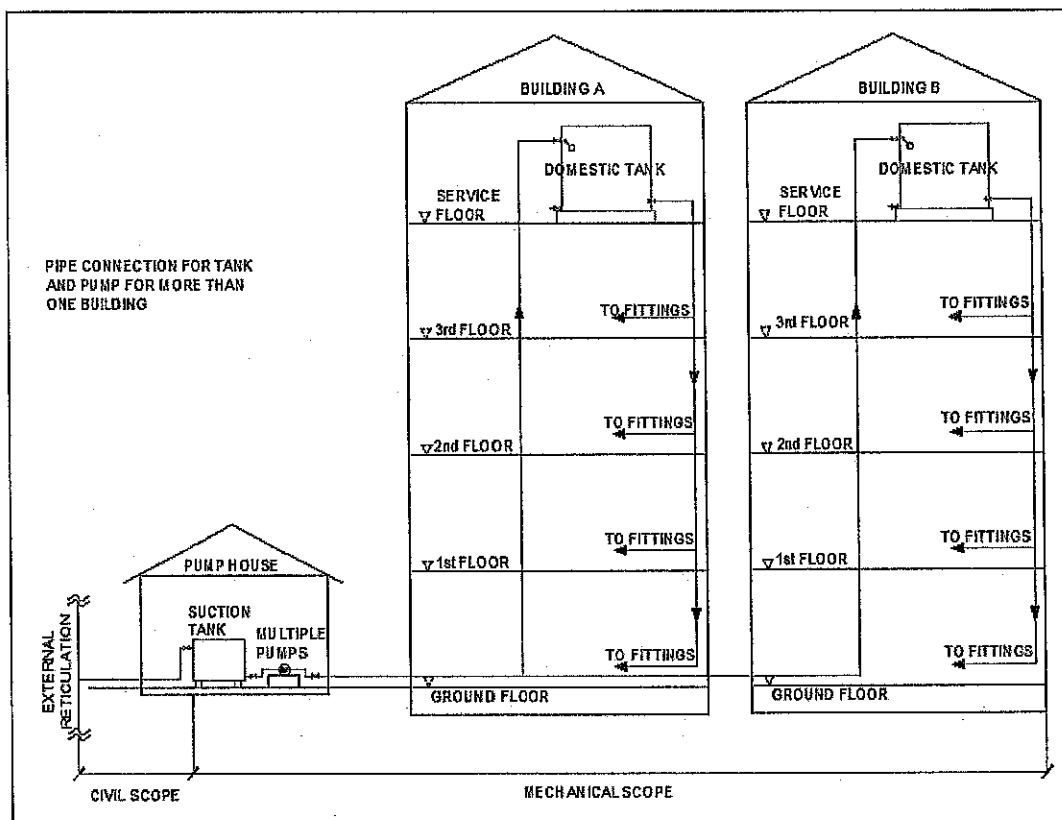 BUILDING A
DOMESTIC TANK
SERVICE
FLOOR
TO FITTINGS
3rd FLOOR
TO FITTINGS
2nd FLOOR
TO FITTINGS
1st FLOOR
TO FITTINGS
GROUND FLOOR
BUILDING B
DOMESTIC TANK
SERVICE
FLOOR
TO FITTINGS
3rd FLOOR
TO FITTINGS
2nd FLOOR
TO FITTINGS
1st FLOOR
TO FITTINGS
GROUND FLOOR
PIPE CONNECTION FOR TANK
AND PUMP FOR MORE THAN
ONE BUILDING
PUMP HOUSE
SUCTION
TANK
MULTIPLE
PUMPS
EXTERNAL
RETICULATION
CIVIL SCOPE
MECHANICAL SCOPE